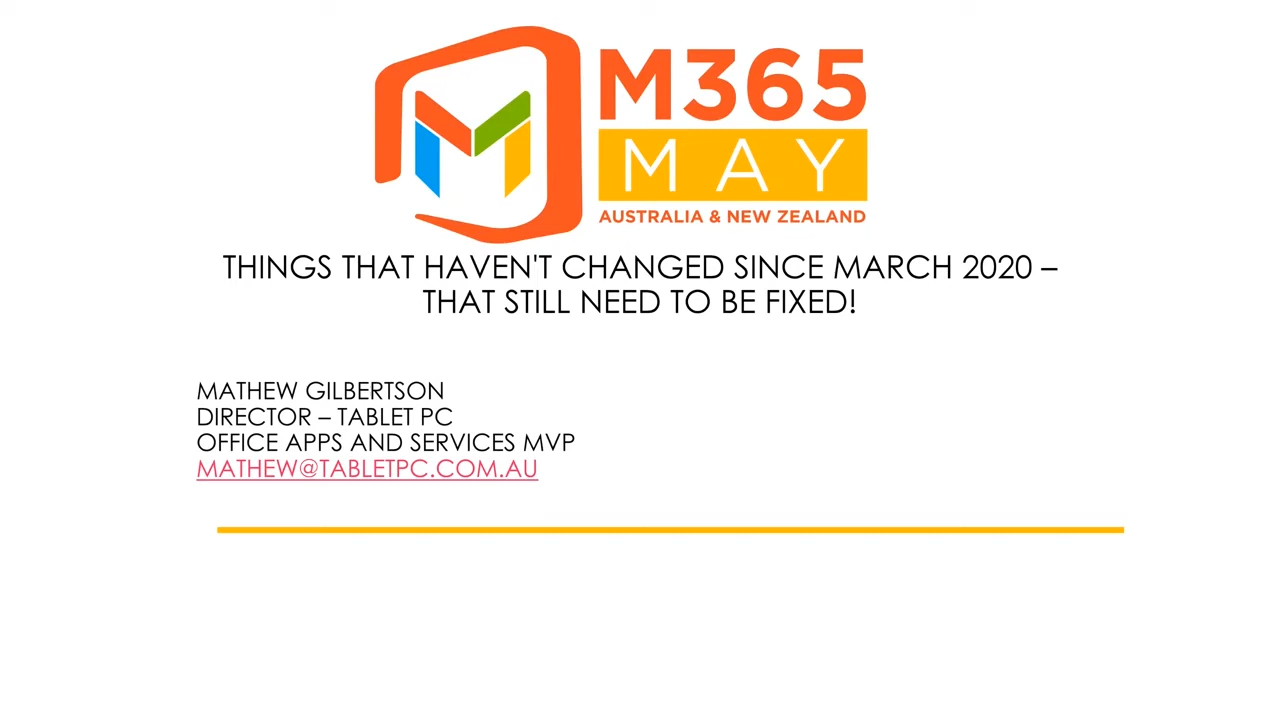 M365
MAY
AUSTRALIA & NEW ZEALAND
THINGS THAT HAVEN'T CHANGED SINCE MARCH 2020 –
THAT STILL NEED TO BE FIXED!
MATHEW GILBERTSON
DIRECTOR – TABLET PC
OFFICE APPS AND SERVICES MVP
MATHEW@TABLETPC.COM.AU